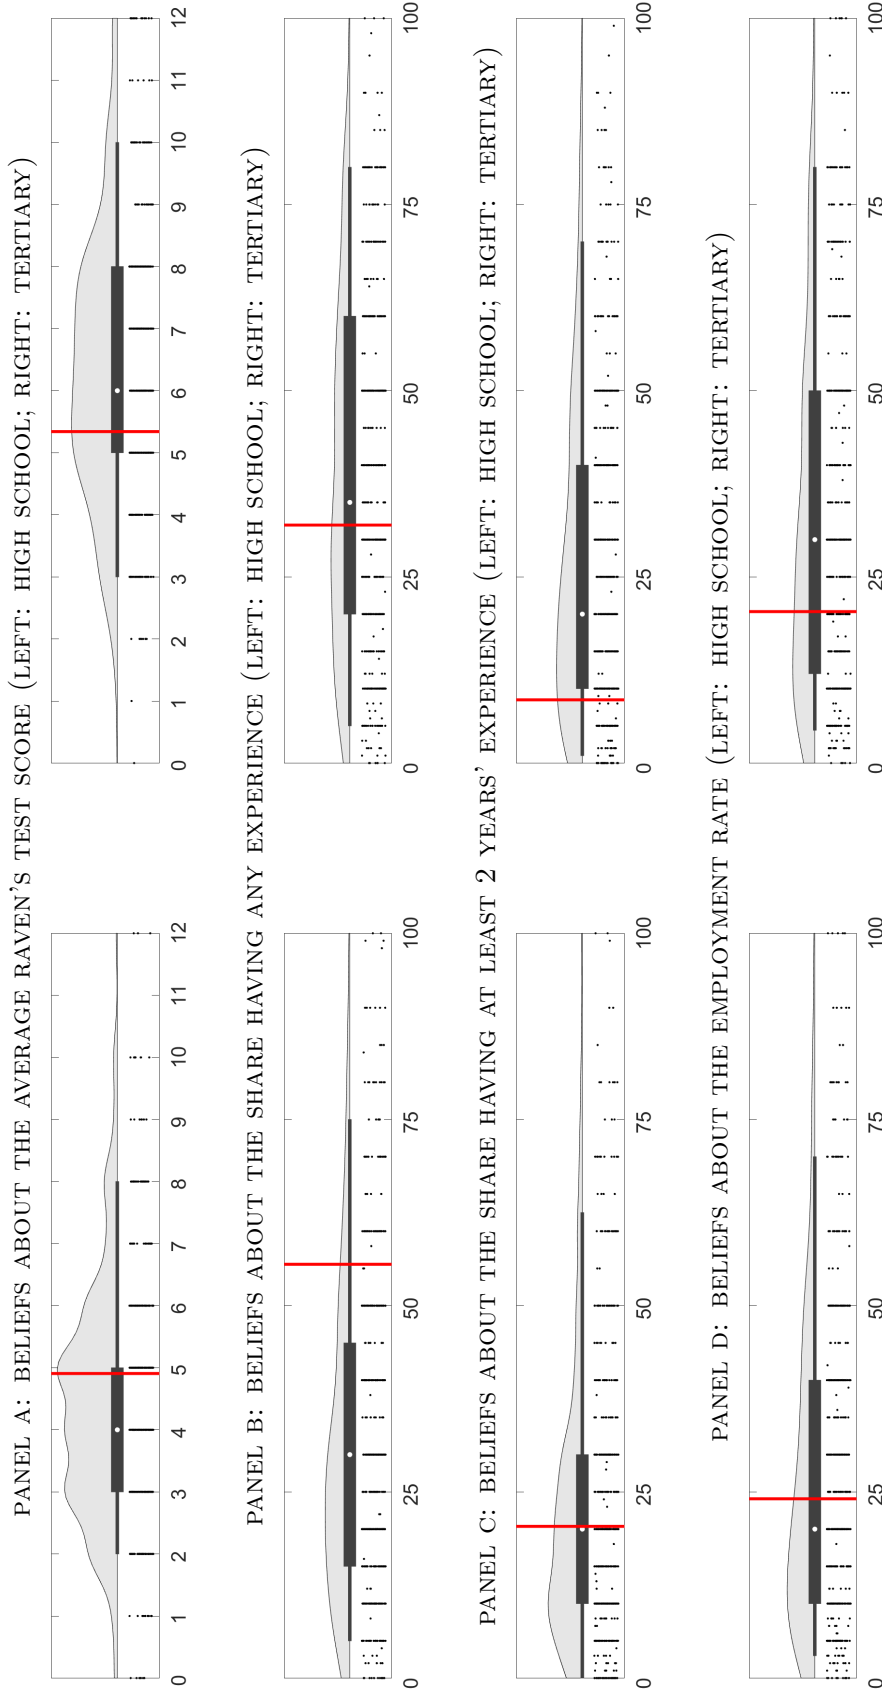 PANEL A: BELIEFS ABOUT THE AVERAGE RAVEN'S TEST SCORE (LEFT: HIGH SCHOOL; RIGHT: TERTIARY)
0 1 2 3 4 5 6 7 8 9 10 11 12
0 1 2 3 4 5 6 7 8 9 10 11 12
PANEL B: BELIEFS ABOUT THE SHARE HAVING ANY EXPERIENCE (LEFT: HIGH SCHOOL; RIGHT: TERTIARY)
0 25 50 75 100
0 25 50 75 100
PANEL C: BELIEFS ABOUT THE SHARE HAVING AT LEAST 2 YEARS' EXPERIENCE (LEFT: HIGH SCHOOL; RIGHT: TERTIARY)
0 25 50 75 100
0 25 50 75 100
PANEL D: BELIEFS ABOUT THE EMPLOYMENT RATE (LEFT: HIGH SCHOOL; RIGHT: TERTIARY)
0 25 50 75 100
0 25 50 75 100